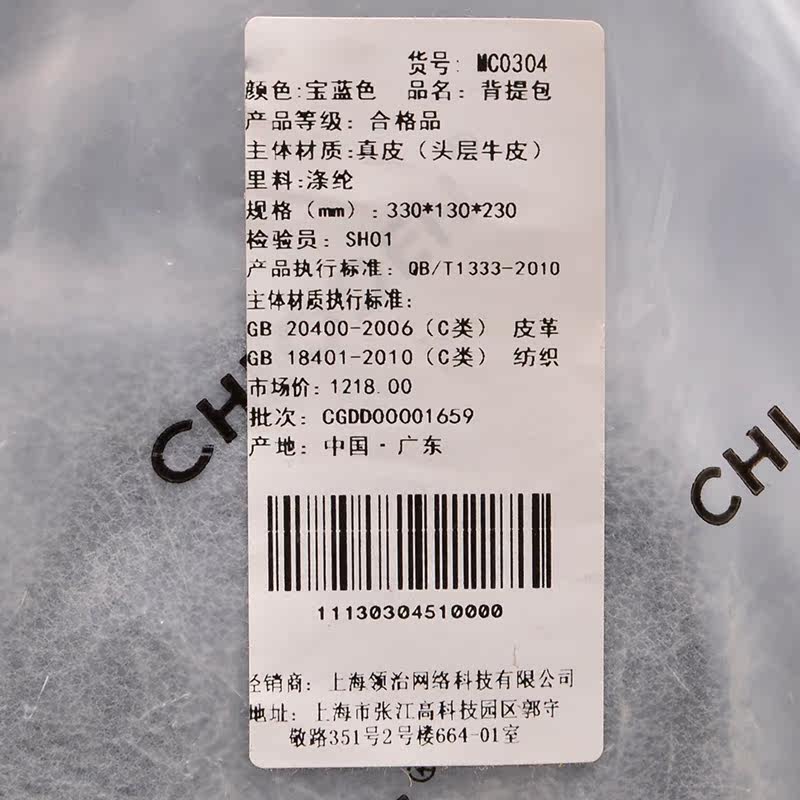 货号: MC0304
颜色:宝蓝色 品名: 背提包
产品等级: 合格品
主体材质:真皮（头层牛皮）
里料:涤纶
规格（mm）:330*130*230
检验员: SH01
产品执行标准: QB/T1333-2010
主体材质执行标准:
GB 20400-2006（C类） 皮革
GB 18401-2010（C类） 纺织
市场价: 1218.00
批次: CGDD00001659
产地: 中国·广东
11130304510000
经销商: 上海领冶网络科技有限公司
地址: 上海市张江高科技园区郭守
敬路351号2号楼664-01室
CH
CHI